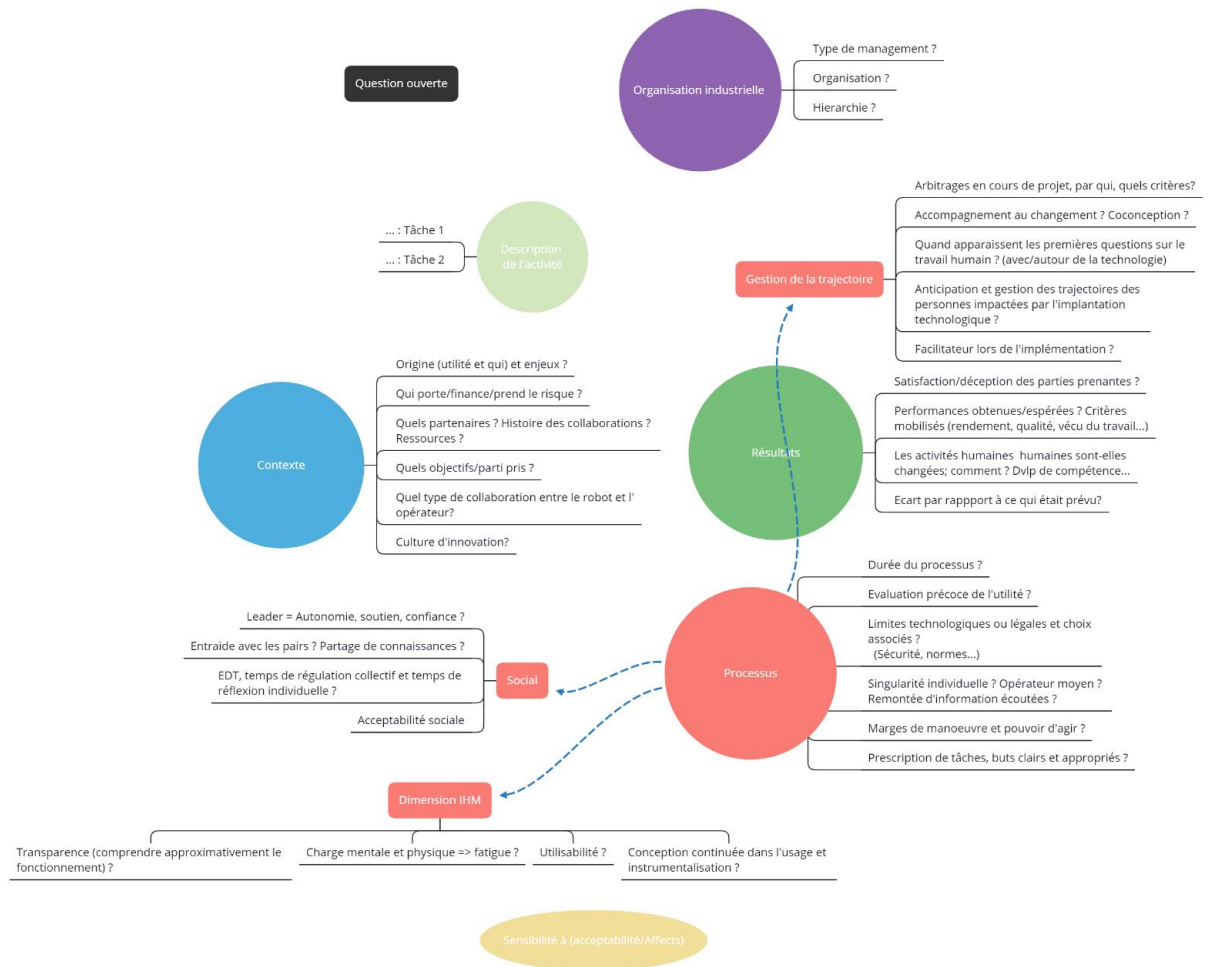 Question ouverte
Organisation industrielle
Type de management ?
Organisation ?
Hierarchie ?
Description
de l'activité
... : Tâche 1
... : Tâche 2
Gestion de la trajectoire
Arbitrages en cours de projet, par qui, quels critères?
Accompagnement au changement ? Coconception ?
Quand apparaissent les premières questions sur le
travail humain ? (avec/autour de la technologie)
Anticipation et gestion des trajectoires des
personnes impactées par l'implantation
technologique ?
Facilitateur lors de l'implémentation ?
Contexte
Origine (utilité et qui) et enjeux ?
Qui porte/finance/prend le risque ?
Quels partenaires ? Histoire des collaborations ?
Ressources ?
Quels objectifs/parti pris ?
Quel type de collaboration entre le robot et l'
opérateur?
Culture d'innovation?
Résultats
Satisfaction/déception des parties prenantes ?
Performances obtenues/espérées ? Critères
mobilisés (rendement, qualité, vécu du travail...)
Les activités humaines  humaines sont-elles
changées; comment ? Dvlp de compétence...
Ecart par rappport à ce qui était prévu?
Processus
Durée du processus ?
Evaluation précoce de l'utilité ?
Limites technologiques ou légales et choix
associés ?
(Sécurité, normes...)
Singularité individuelle ? Opérateur moyen ?
Remontée d'information écoutées ?
Marges de manoeuvre et pouvoir d'agir ?
Prescription de tâches, buts clairs et appropriés ?
Social
Leader = Autonomie, soutien, confiance ?
Entraide avec les pairs ? Partage de connaissances ?
EDT, temps de régulation collectif et temps de
réflexion individuelle ?
Acceptabilité sociale
Dimension IHM
Transparence (comprendre approximativement le
fonctionnement) ?
Charge mentale et physique => fatigue ?
Utilisabilité ?
Conception continuée dans l'usage et
instrumentalisation ?
Sensibilité à (acceptabilité/Affects)